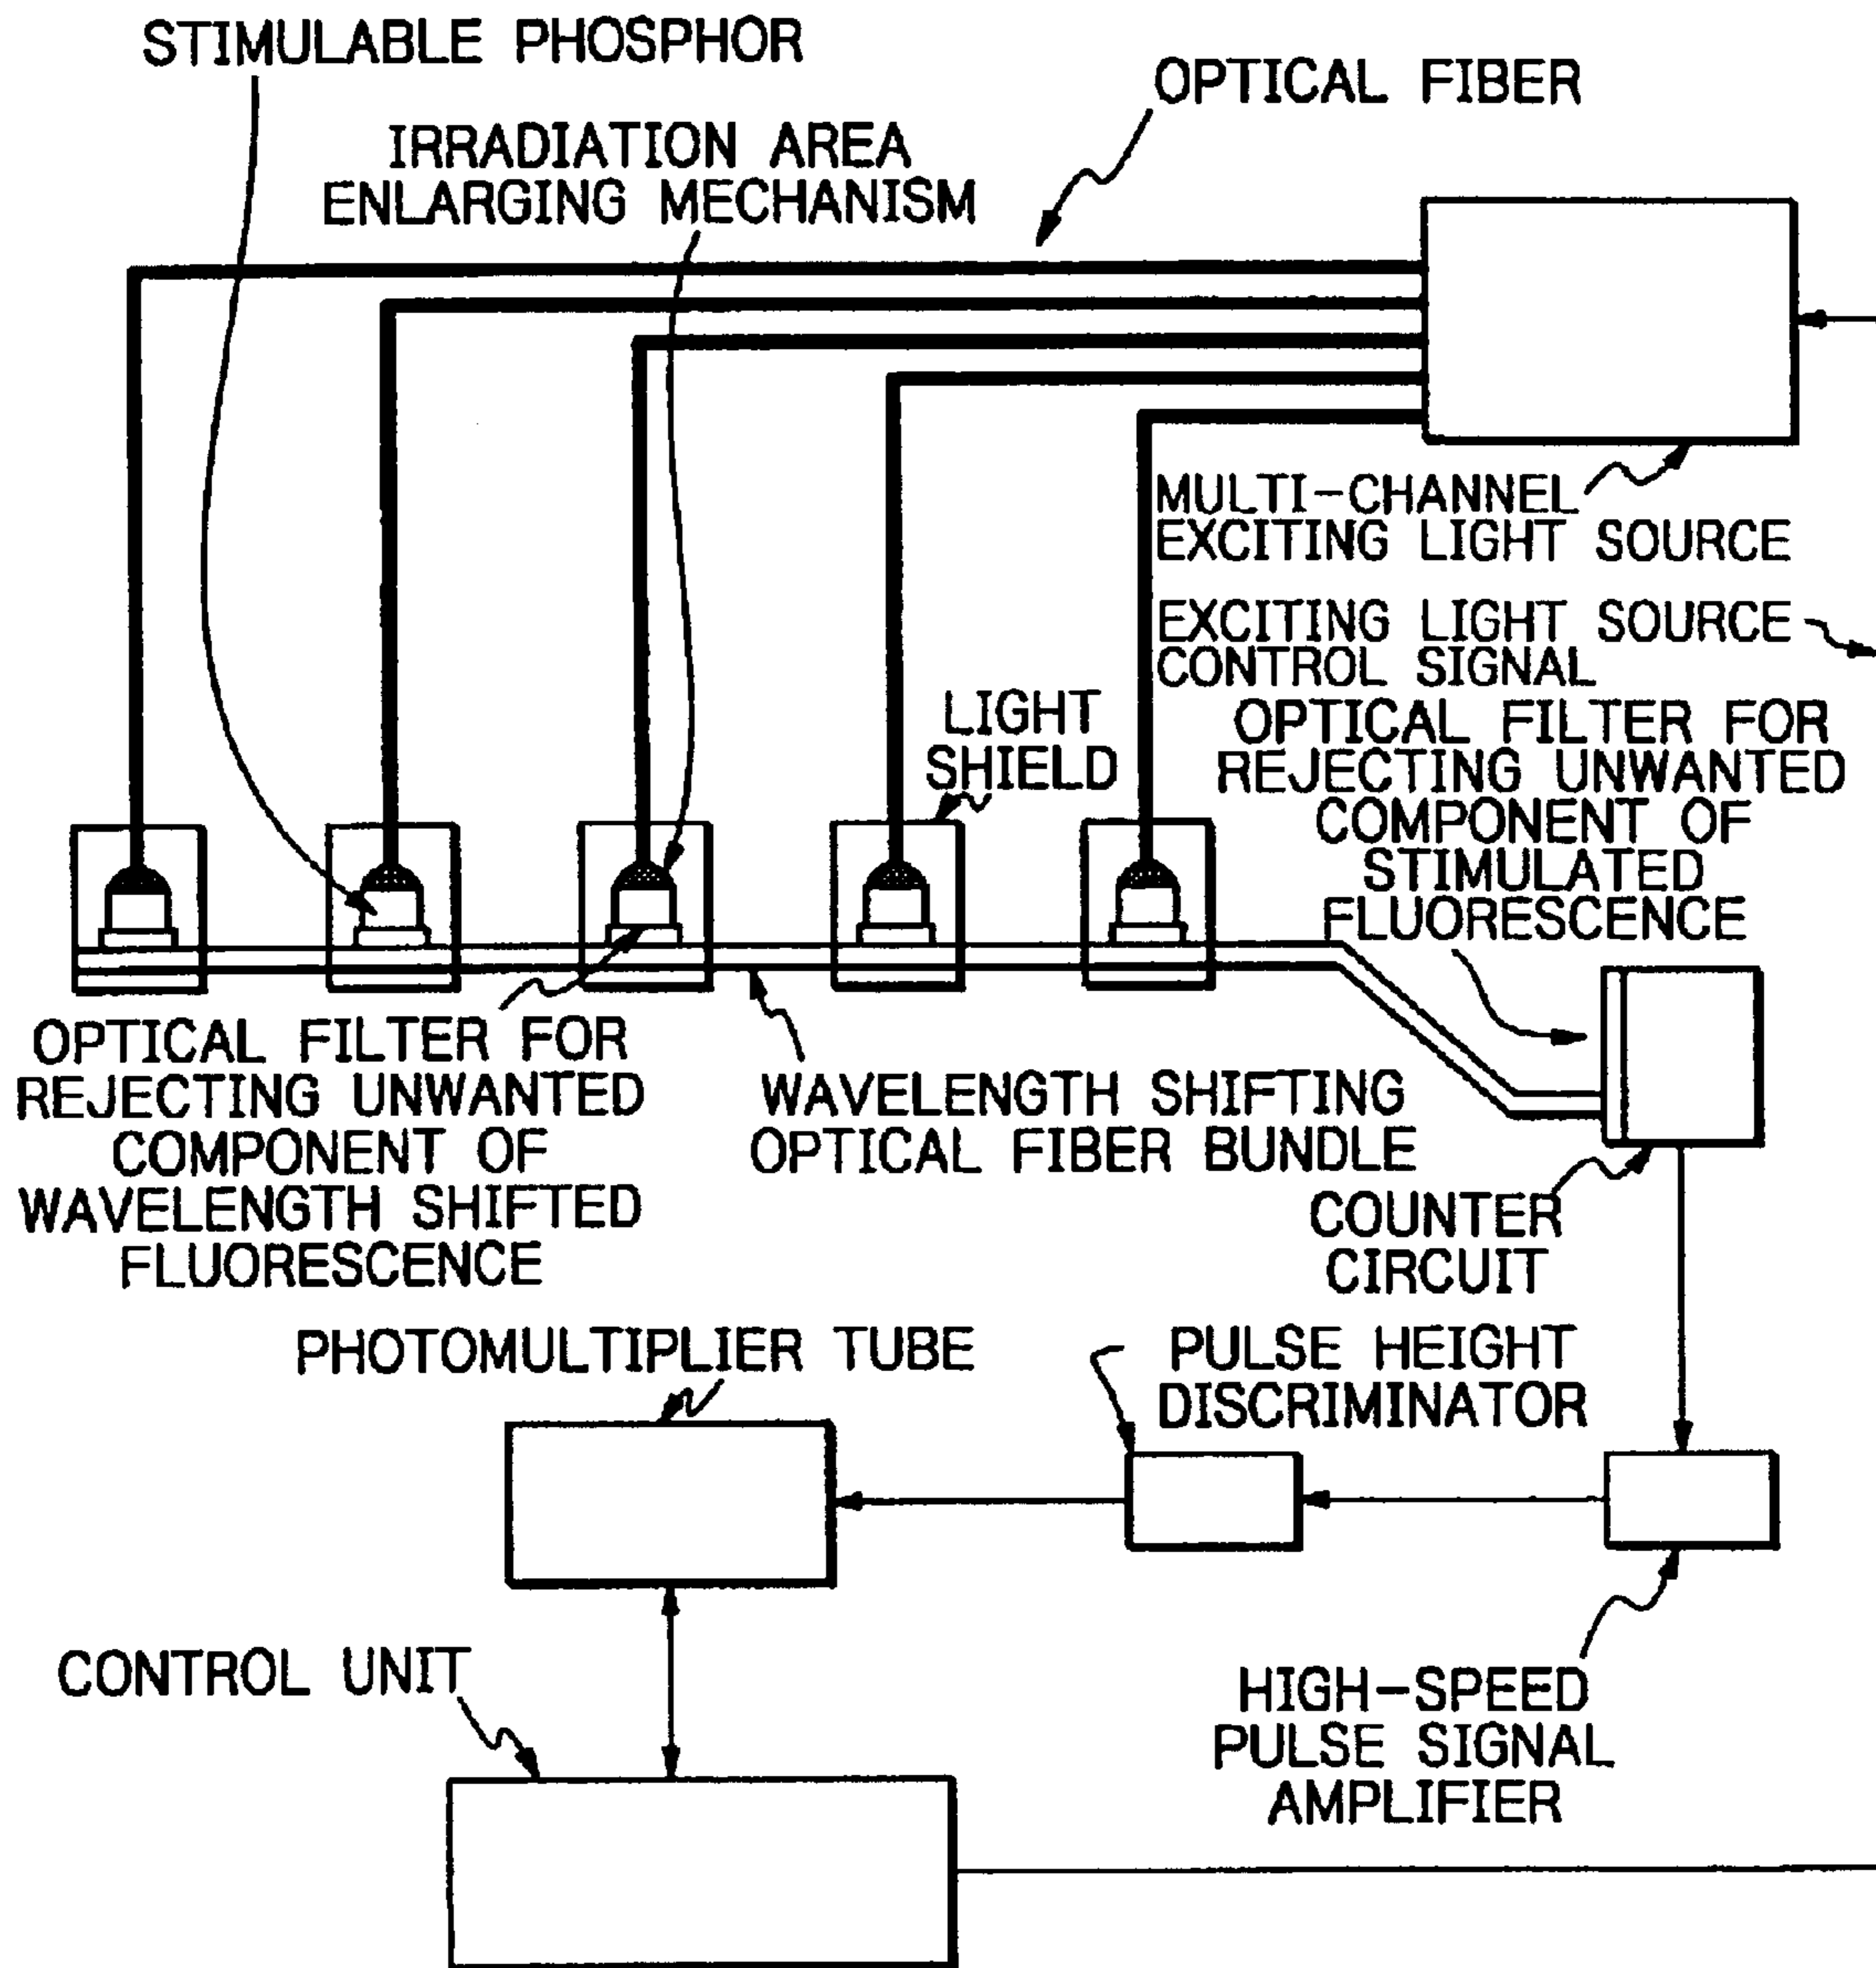 STIMULABLE PHOSPHOR
OPTICAL FIBER
IRRADIATION AREA
ENLARGING MECHANISM
MULTI-CHANNEL
EXCITING LIGHT SOURCE
EXCITING LIGHT SOURCE
CONTROL SIGNAL
LIGHT
SHIELD
OPTICAL FILTER FOR
REJECTING UNWANTED
COMPONENT OF
STIMULATED
FLUORESCENCE
OPTICAL FILTER FOR
REJECTING UNWANTED
COMPONENT OF
WAVELENGTH SHIFTED
FLUORESCENCE
WAVELENGTH SHIFTING
OPTICAL FIBER BUNDLE
COUNTER
CIRCUIT
PHOTOMULTIPLIER TUBE
PULSE HEIGHT
DISCRIMINATOR
CONTROL UNIT
HIGH-SPEED
PULSE SIGNAL
AMPLIFIER